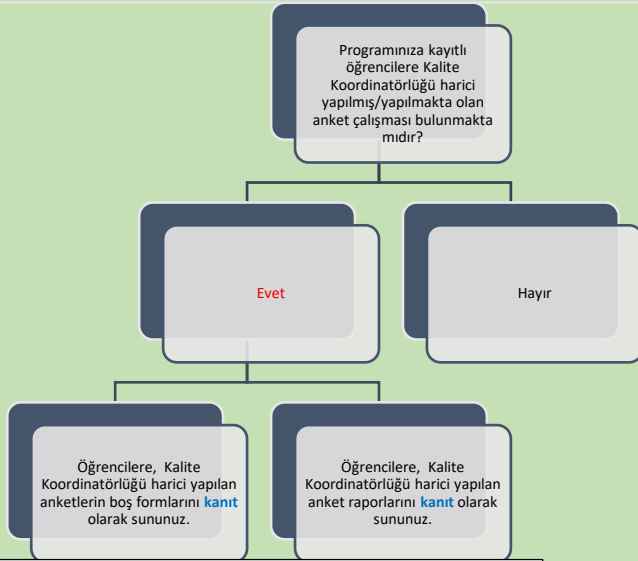 Programınıza kayıtlı
öğrencilere Kalite
Koordinatörlüğü harici
yapılmış/yapılmakta olan
anket çalışması bulunmakta
mıdır?
Evet
Hayır
Öğrencilere, Kalite
Koordinatörlüğü harici yapılan
anketlerin boş formlarını kanıt
olarak sununuz.
Öğrencilere, Kalite
Koordinatörlüğü harici yapılan
anket raporlarını kanıt olarak
sununuz.